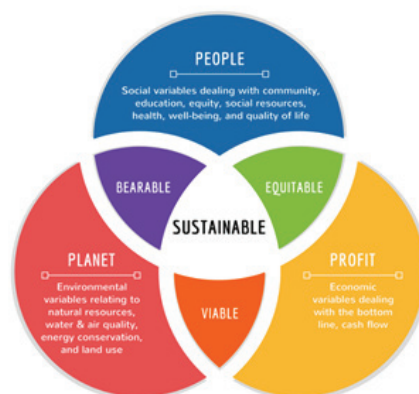 PEOPLE
Social variables dealing with community,
education, equity, social resources,
health, well-being, and quality of life
BEARABLE
EQUITABLE
SUSTAINABLE
PLANET
Environmental
variables relating to
natural resources,
water & air quality,
energy conservation,
and land use
PROFIT
Economic
variables dealing
with the bottom
line, cash flow
VIABLE